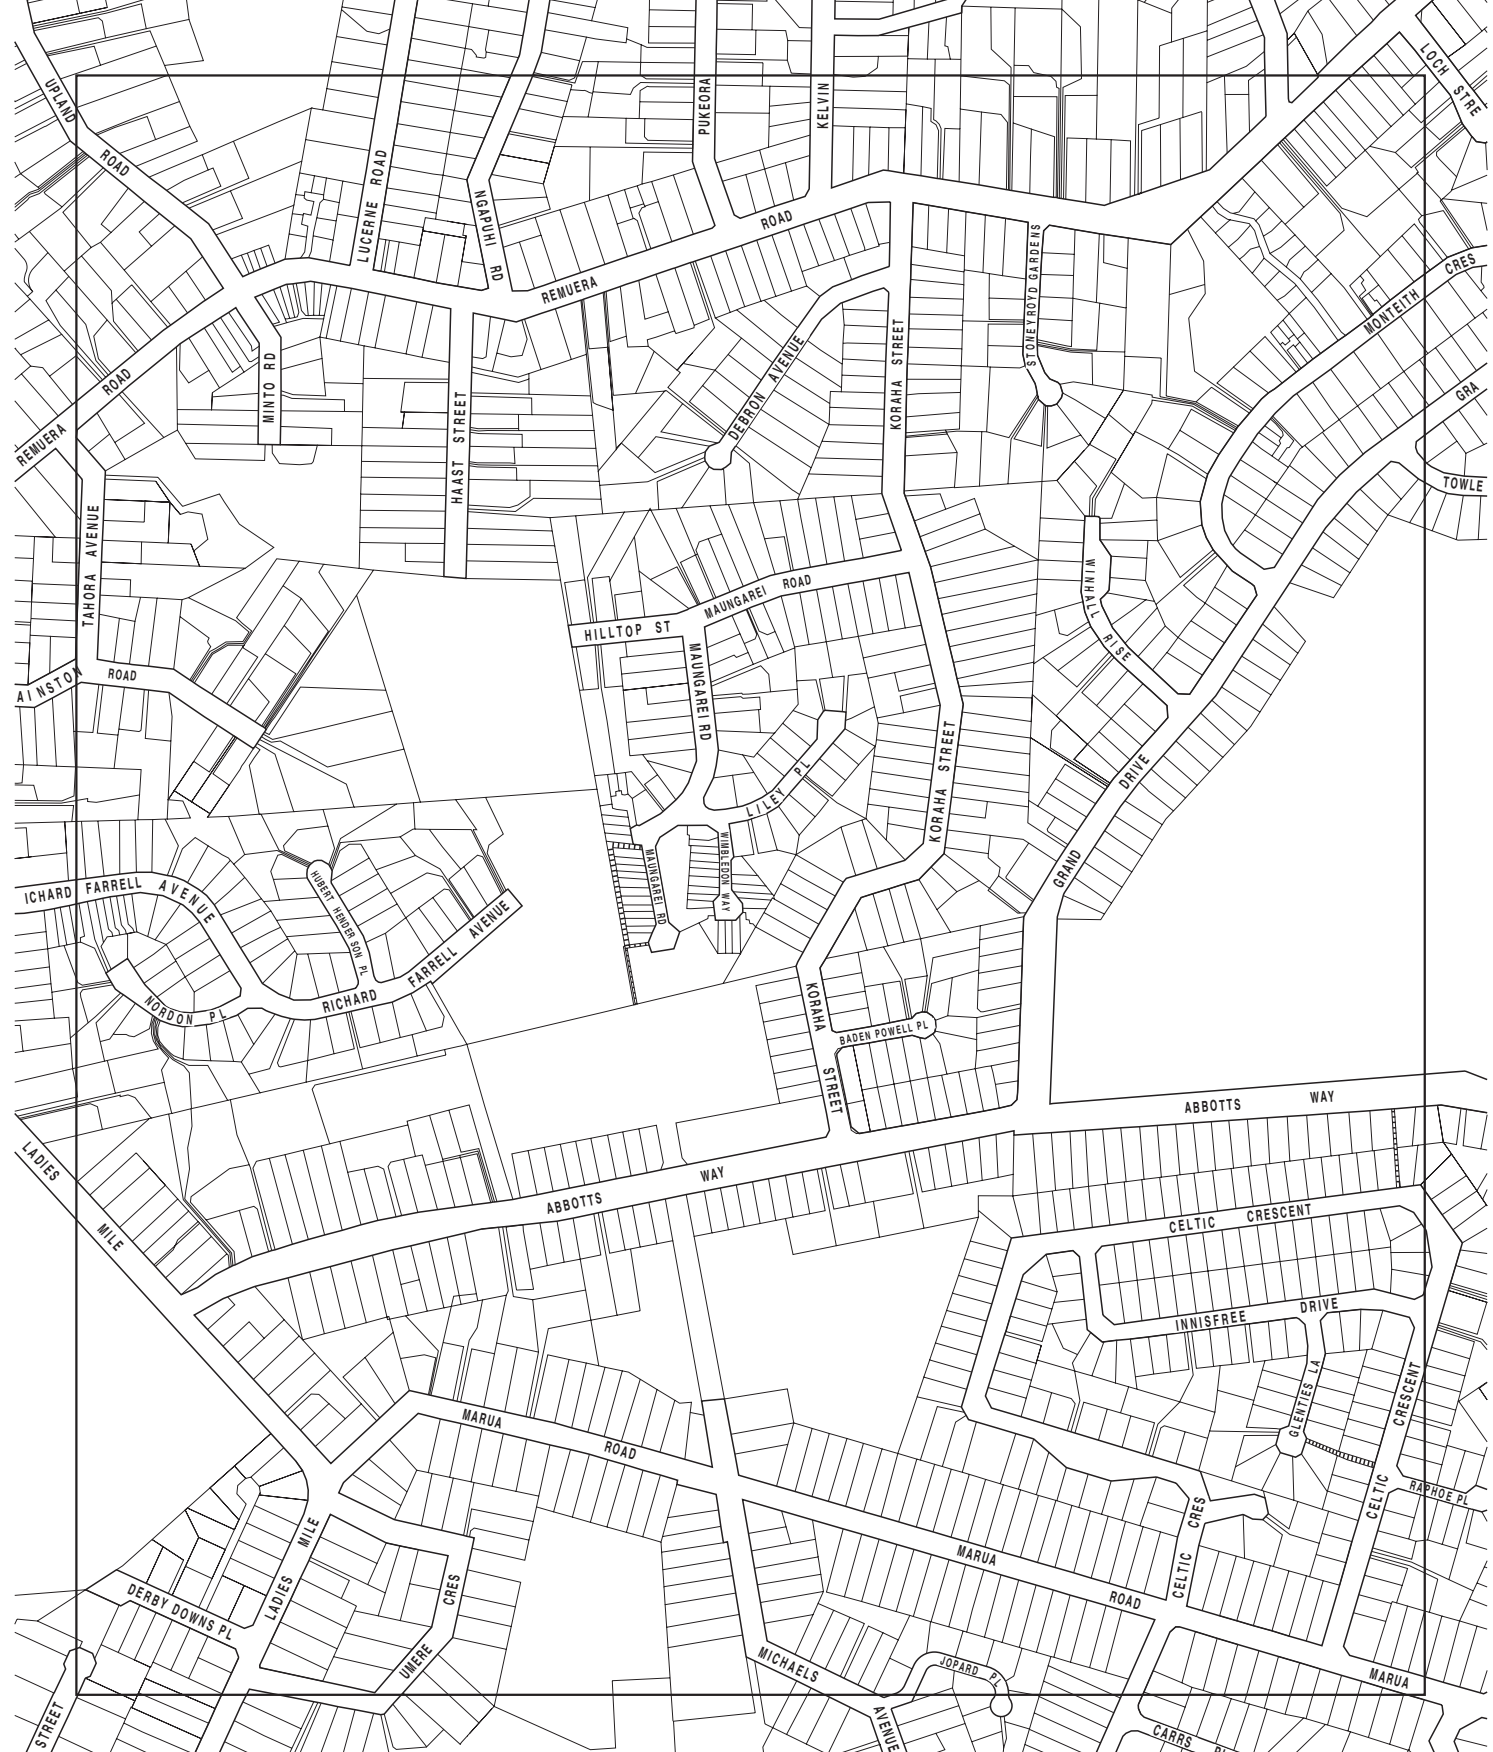 LOCH
STRE
UPLAND
ROAD
PUKEORA
KELVIN
LUCERNE ROAD
NGAPUHI
RD
ROAD
REMUERA
STONEYROYD GARDENS
MONTEITH
CRES
GRA
TOWLE
KORAHA STREET
DEBRON AVENUE
MINTO RD
ROAD
REMUERA
HAAST STREET
TAHORA AVENUE
WINHALL
RISE
MAUNGAREI ROAD
HILLTOP ST
MAUNGAREI RD
AINSTON
ROAD
LILEY PL
KORAHA STREET
GRAND
DRIVE
MAUNGAREI RD
WIMBLEDON WAY
ICHARD FARRELL AVENUE
HUBERT HENDERSON PL
RICHARD
FARRELL AVENUE
NORDON PL
KORAHA
STREET
BADEN POWELL PL
ABBOTTS WAY
LADIES
MILE
ABBOTTS
WAY
CELTIC CRESCENT
INNISFREE
DRIVE
GLENTIES LA
CELTIC
CRESCENT
RAPHOE PL
MARUA
ROAD
LADIES
MILE
CELTIC CRES
MARUA
ROAD
DERBY DOWNS PL
UMERE
CRES
MICHAELS
AVENUE
JOPARD PL
MARUA
CARRS
STREET